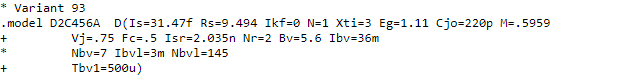 * Variant 93
.model D2C456A  D(Is=31.47f Rs=9.494 Ikf=0 N=1 Xti=3 Eg=1.11 Cjo=220p M=.5959
+       Vj=.75 Fc=.5 Isr=2.035n Nr=2 Bv=5.6 Ibv=36m
*       Nbv=7 Ibvl=3m Nbvl=145
+       Tbv1=500u)